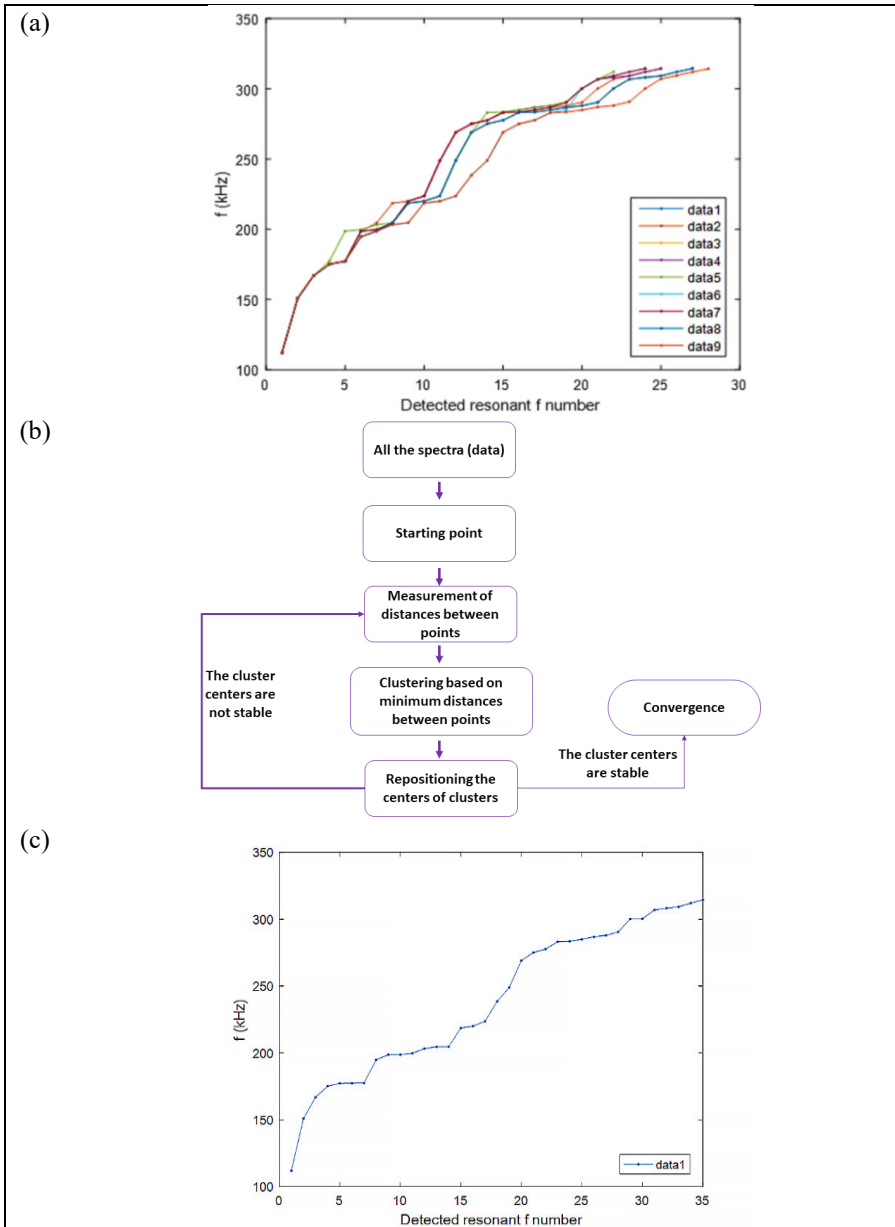 (a)
350
300
250
200
150
100
f (kHz)
0
5
10
15
20
25
30
Detected resonant f number
data1
data2
data3
data4
data5
data6
data7
data8
data9
(b)
All the spectra (data)
Starting point
Measurement of
distances between
points
The cluster
centers are
not stable
Clustering based on
minimum distances
between points
Convergence
The cluster centers
are stable
Repositioning the
centers of clusters
(c)
350
300
250
200
150
100
f (kHz)
0
5
10
15
20
25
30
35
Detected resonant f number
data1